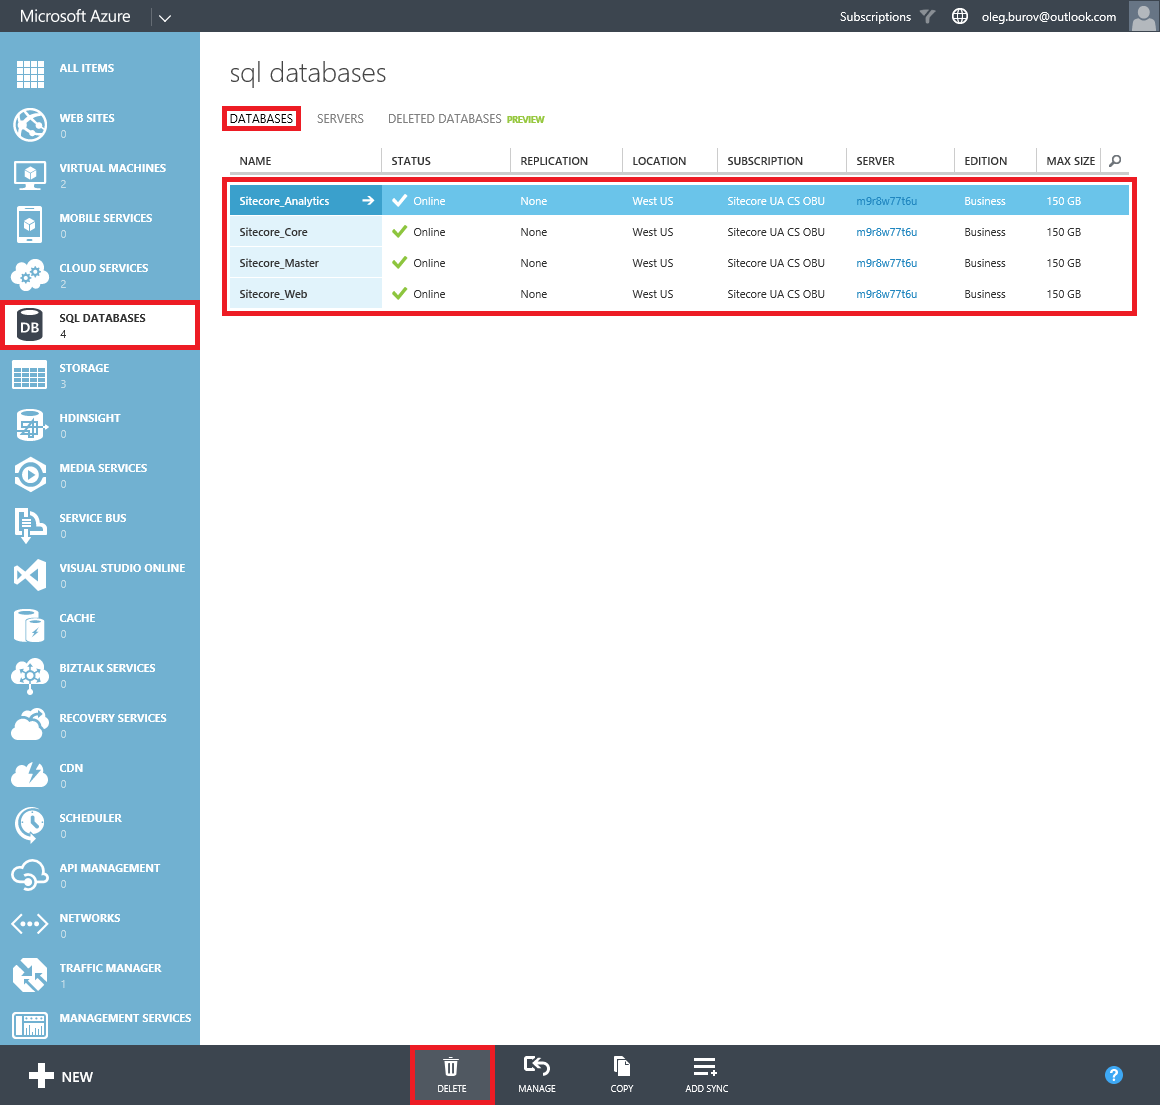 Microsoft Azure
Subscriptions oleg.burov@outlook.com
ALL ITEMS
WEB SITES
0
VIRTUAL MACHINES
2
MOBILE SERVICES
0
CLOUD SERVICES
2
DB SQL DATABASES
4
STORAGE
3
HDINSIGHT
0
MEDIA SERVICES
0
SERVICE BUS
0
VISUAL STUDIO ONLINE
0
CACHE
0
BIZTALK SERVICES
0
RECOVERY SERVICES
0
CDN
0
SCHEDULER
0
API MANAGEMENT
0
NETWORKS
0
TRAFFIC MANAGER
1
MANAGEMENT SERVICES
sql databases
DATABASES SERVERS DELETED DATABASES PREVIEW
NAME STATUS REPLICATION LOCATION SUBSCRIPTION SERVER EDITION MAX SIZE
Sitecore_Analytics Online None West US Sitecore UA CS OBU m9r8w77t6u Business 150 GB
Sitecore_Core Online None West US Sitecore UA CS OBU m9r8w77t6u Business 150 GB
Sitecore_Master Online None West US Sitecore UA CS OBU m9r8w77t6u Business 150 GB
Sitecore_Web Online None West US Sitecore UA CS OBU m9r8w77t6u Business 150 GB
NEW
DELETE MANAGE COPY ADD SYNC ?